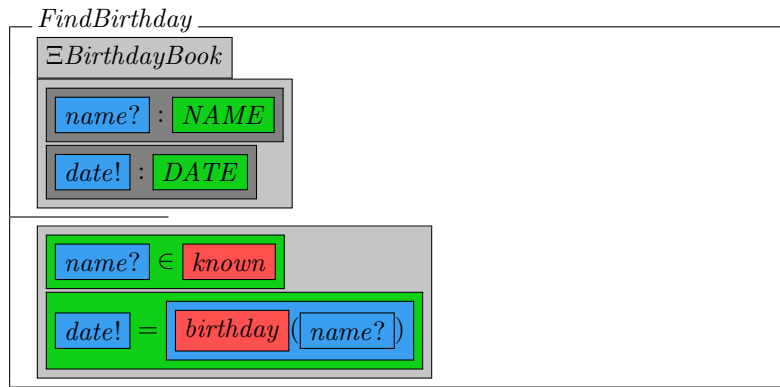 FindBirthday
ΞBirthdayBook
name? : NAME
date! : DATE
name? ∈ known
date! = birthday(name?)